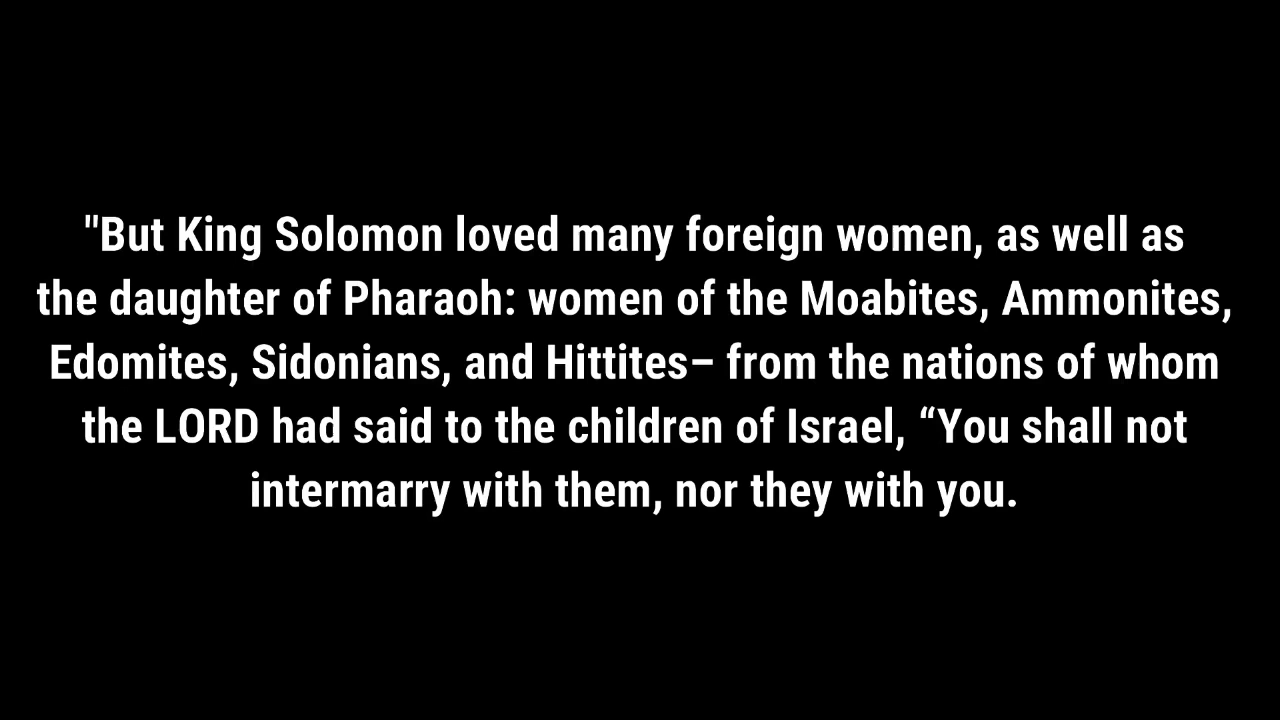 "But King Solomon loved many foreign women, as well as
the daughter of Pharaoh: women of the Moabites, Ammonites,
Edomites, Sidonians, and Hittites– from the nations of whom
the LORD had said to the children of Israel, “You shall not
intermarry with them, nor they with you.